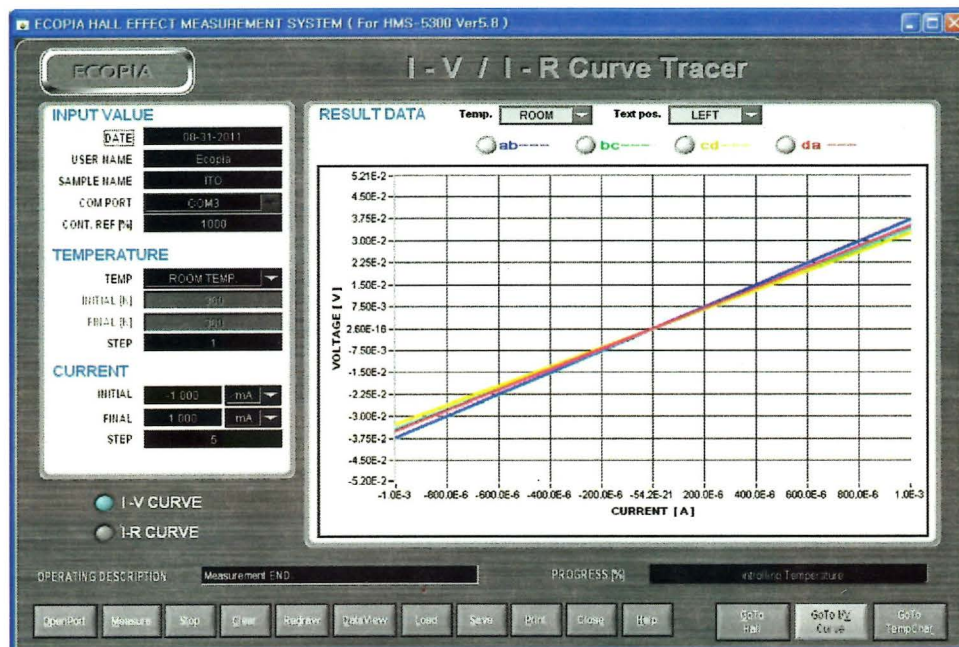 ECOPIA HALL EFFECT MEASUREMENT SYSTEM ( For HMS-5300 Ver5.8 )
ECOPIA
I - V / I - R Curve Tracer
INPUT VALUE
DATE 08-31-2011
USER NAME Ecopia
SAMPLE NAME ITO
COM PORT COM3
CONT. REF [%] 1000
TEMPERATURE
TEMP ROOM TEMP.
INITIAL [K]
FINAL [K]
STEP 1
CURRENT
INITIAL -1.000 mA
FINAL 1.000 mA
STEP 5
I-V CURVE
I-R CURVE
RESULT DATA Temp. ROOM Text pos. LEFT
ab---- bc---- cd---- da ----
VOLTAGE [ V ]
5.21E-2
4.50E-2
3.75E-2
3.00E-2
2.25E-2
1.50E-2
7.50E-3
2.60E-16
-7.50E-3
-1.50E-2
-2.25E-2
-3.00E-2
-3.75E-2
-4.50E-2
-5.20E-2
-1.0E-3 -800.0E-6 -600.0E-6 -400.0E-6 -200.0E-6 -54.2E-21 200.0E-6 400.0E-6 600.0E-6 800.0E-6 1.0E-3
CURRENT [ A ]
OPERATING DESCRIPTION Measurement END. PROGRESS [%] introlling Temperature
OpenPort Measure Stop Clear Redraw DataView Load Save Print Close Help GoTo Hall GoTo I/V Curve GoTo TempChar